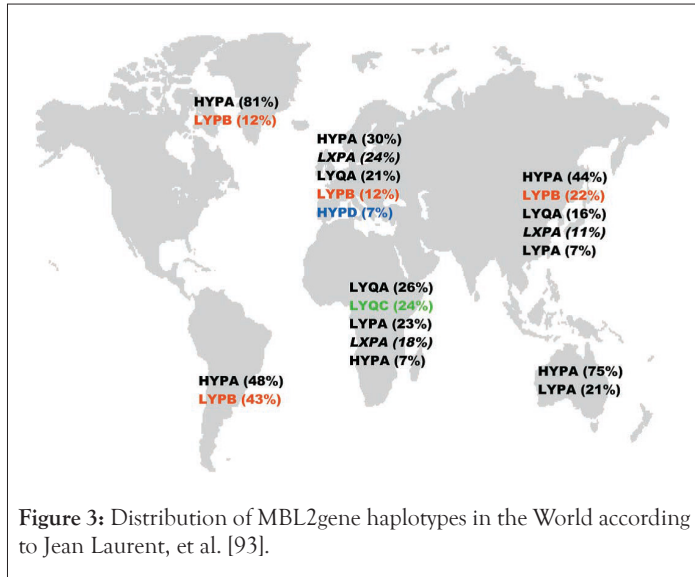 HYPA (81%)
LYPB (12%)
HYPA (30%)
LXPA (24%)
LYQA (21%)
LYPB (12%)
HYPD (7%)
HYPA (44%)
LYPB (22%)
LYQA (16%)
LXPA (11%)
LYPA (7%)
LYQA (26%)
LYQC (24%)
LYPA (23%)
LXPA (18%)
HYPA (7%)
HYPA (48%)
LYPB (43%)
HYPA (75%)
LYPA (21%)
Figure 3: Distribution of MBL2gene haplotypes in the World according
to Jean Laurent, et al. [93].